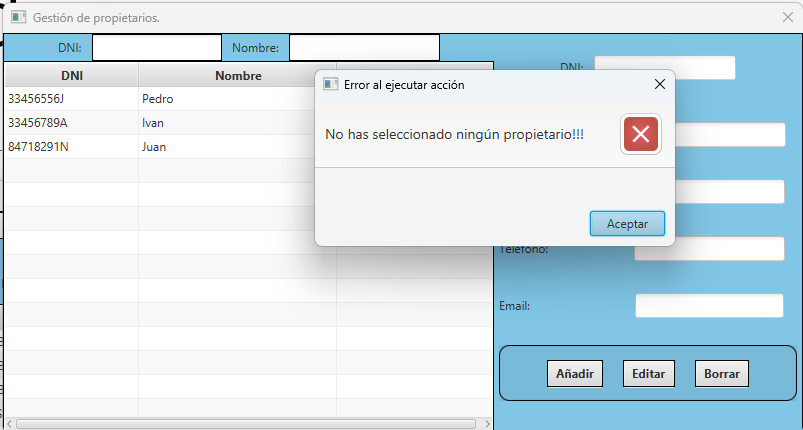 Gestión de propietarios.
DNI:
Nombre:
DNI
Nombre
33456556J
Pedro
33456789A
Ivan
84718291N
Juan
Error al ejecutar acción
No has seleccionado ningún propietario!!!
Aceptar
DNI:
Teléfono:
Email:
Añadir
Editar
Borrar